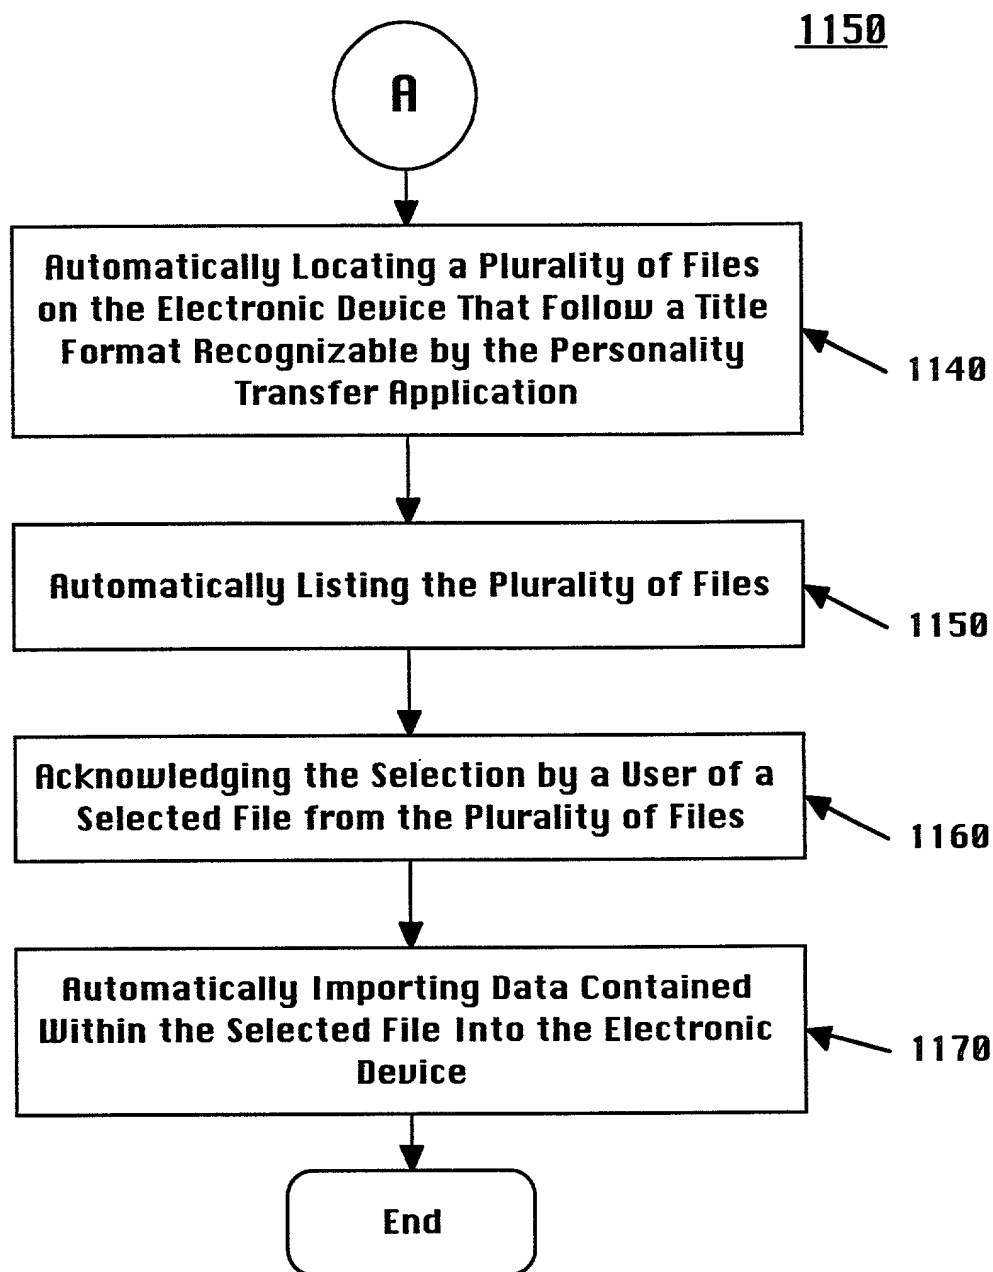 1150
A
Automatically Locating a Plurality of Files
on the Electronic Device That Follow a Title
Format Recognizable by the Personality
Transfer Application
1140
Automatically Listing the Plurality of Files
1150
Acknowledging the Selection by a User of a
Selected File from the Plurality of Files
1160
Automatically Importing Data Contained
Within the Selected File Into the Electronic
Device
1170
End